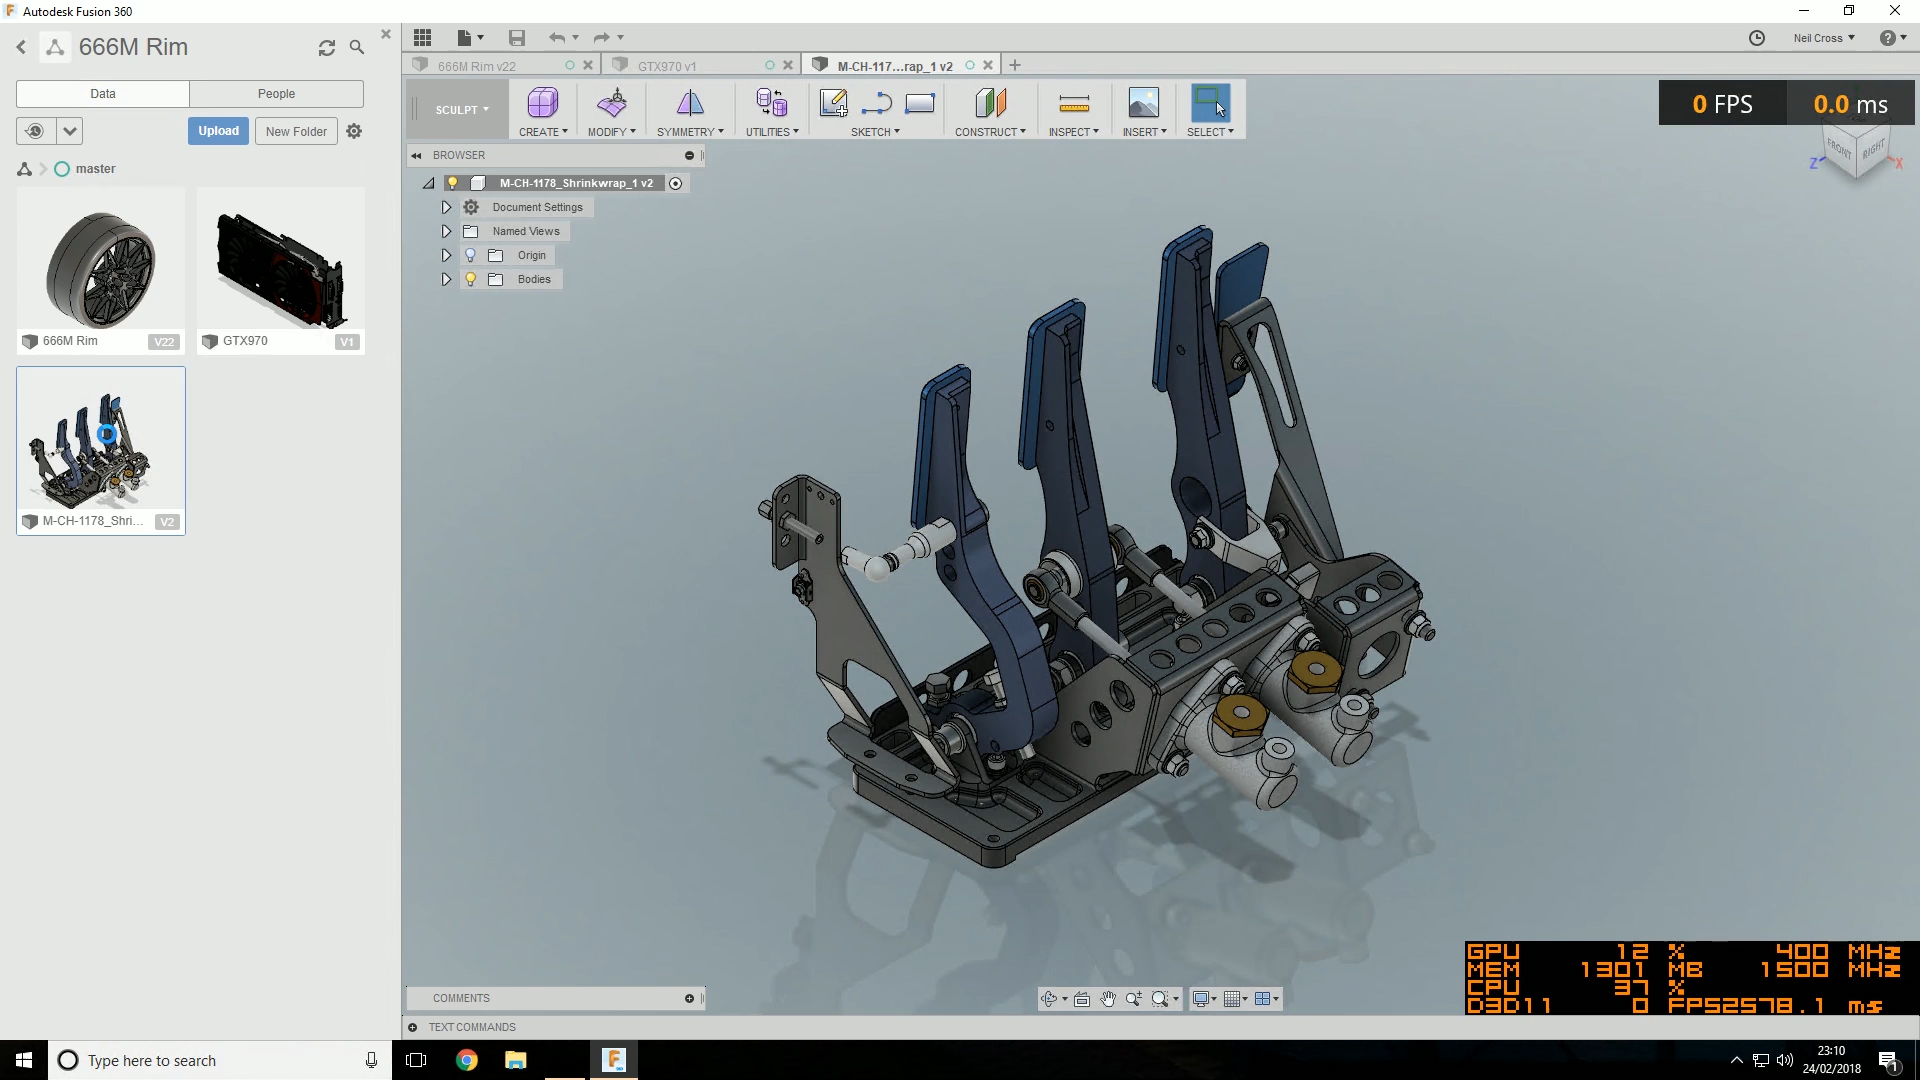 Autodesk Fusion 360
666M Rim
Data
People
Upload
New Folder
master
666M Rim V22
GTX970 V1
M-CH-1178_Shri... V2
Neil Cross
666M Rim v22
GTX970 v1
M-CH-117...rap_1 v2
SCULPT
CREATE
MODIFY
SYMMETRY
UTILITIES
SKETCH
CONSTRUCT
INSPECT
INSERT
SELECT
0 FPS
0.0 ms
FRONT
RIGHT
Z
X
BROWSER
M-CH-1178_Shrinkwrap_1 v2
Document Settings
Named Views
Origin
Bodies
COMMENTS
TEXT COMMANDS
GPU 12 % 400 MHz
MEM 1301 MB 1500 MHz
CPU 37 %
D3D11 0 FPS2578.1 ms
Type here to search
23:10
24/02/2018
1